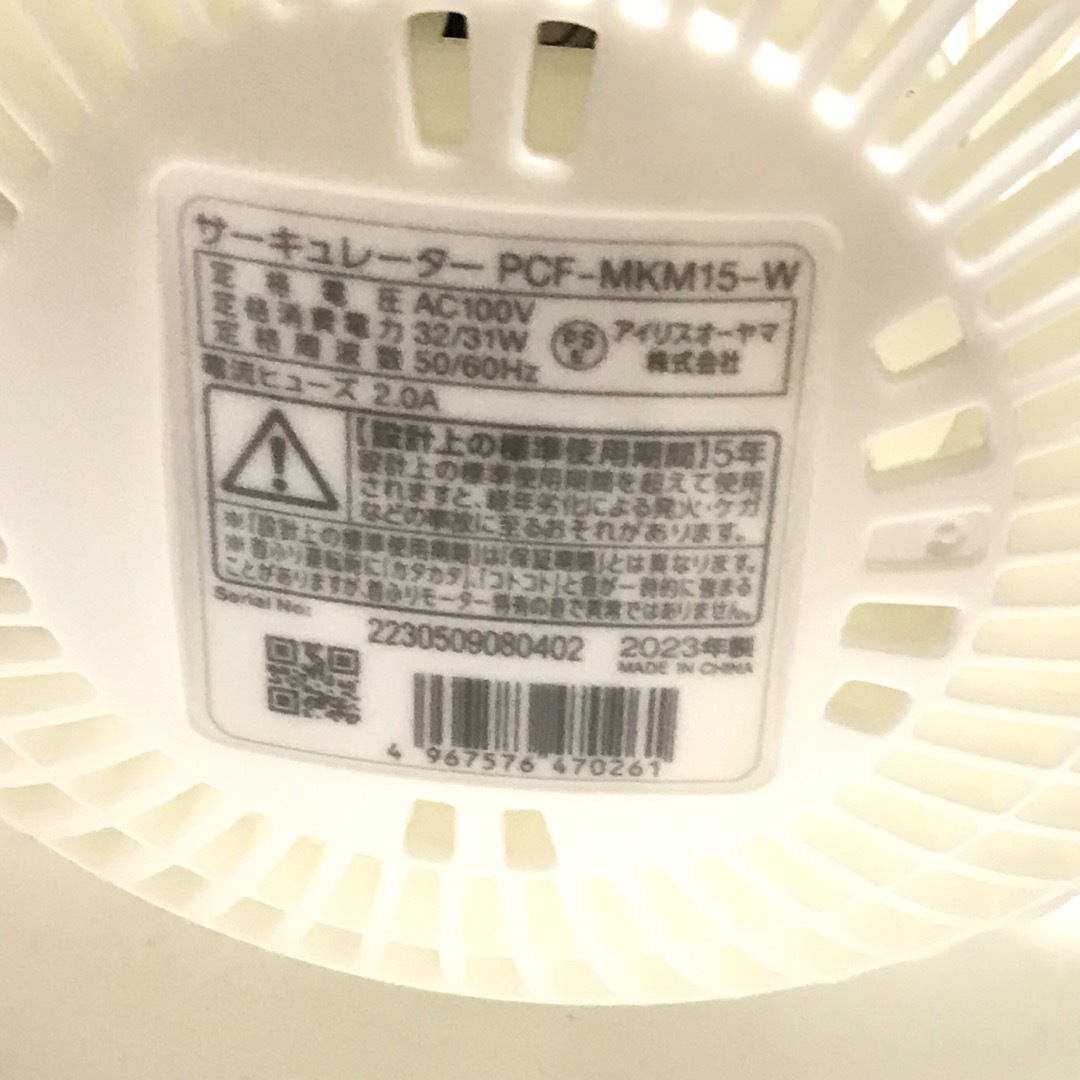 サーキュレーター PCF-MKM15-W
定格電圧 AC100V
定格消費電力 32/31W
定格周波数 50/60Hz
PS
E
アイリスオーヤマ
株式会社
電流ヒューズ 2.0A
【設計上の標準使用期間】5年
設計上の標準使用期間を超えて使用
されますと、経年劣化による発火・ケガ
などの事故に至るおそれがあります。
※「設計上の標準使用期間」は「保証期間」とは異なります。
※首ふり運転時に「カタカタ」、「コトコト」と音が一時的に強まる
ことがありますが、首ふりモーター特有の音で異常ではありません。
Serial No:
2230509080402 2023年製
MADE IN CHINA
4 967576 470261